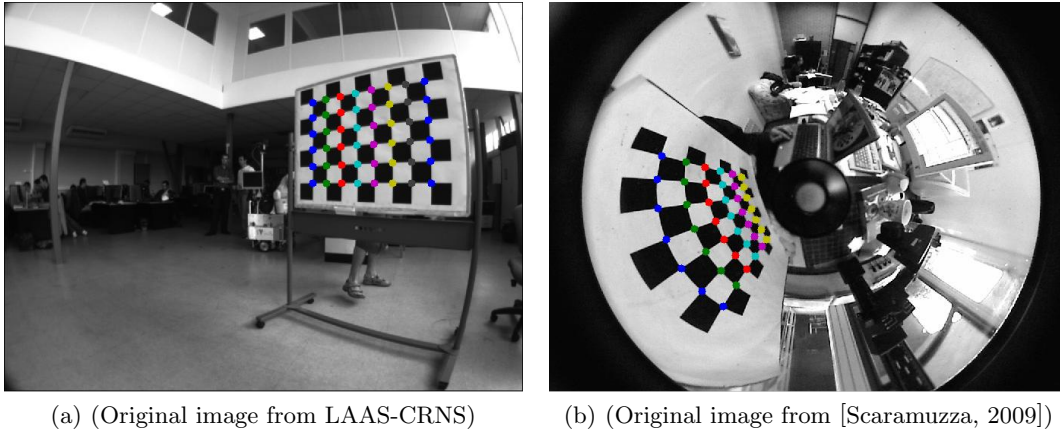 (a) (Original image from LAAS-CRNS)
(b) (Original image from [Scaramuzza, 2009])